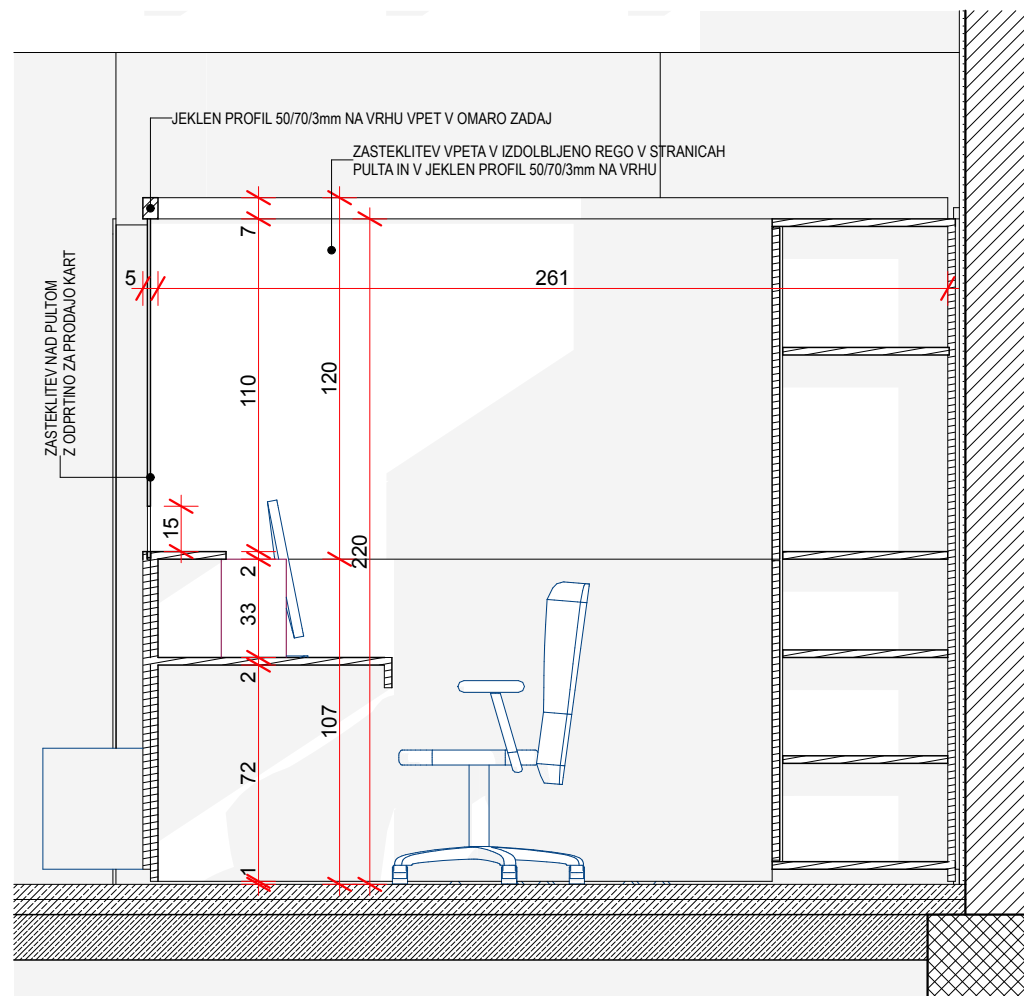 JEKLEN PROFIL 50/70/3mm NA VRHU VPET V OMARO ZADAJ
ZASTEKLITEV VPETA V IZDOLBLJENO REGO V STRANICAH
PULTA IN V JEKLEN PROFIL 50/70/3mm NA VRHU
7
5
261
ZASTEKLITEV NAD PULTOM
Z ODPRTINO ZA PRODAJO KART
110
120
15
220
2
33
2
107
72
1